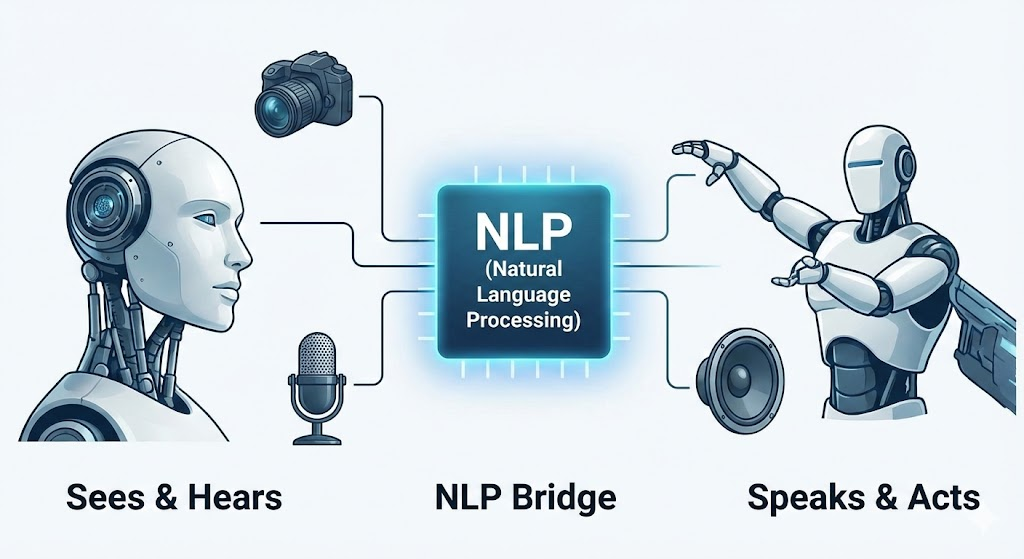 NLP
(Natural
Language
Processing)
Sees & Hears
NLP Bridge
Speaks & Acts